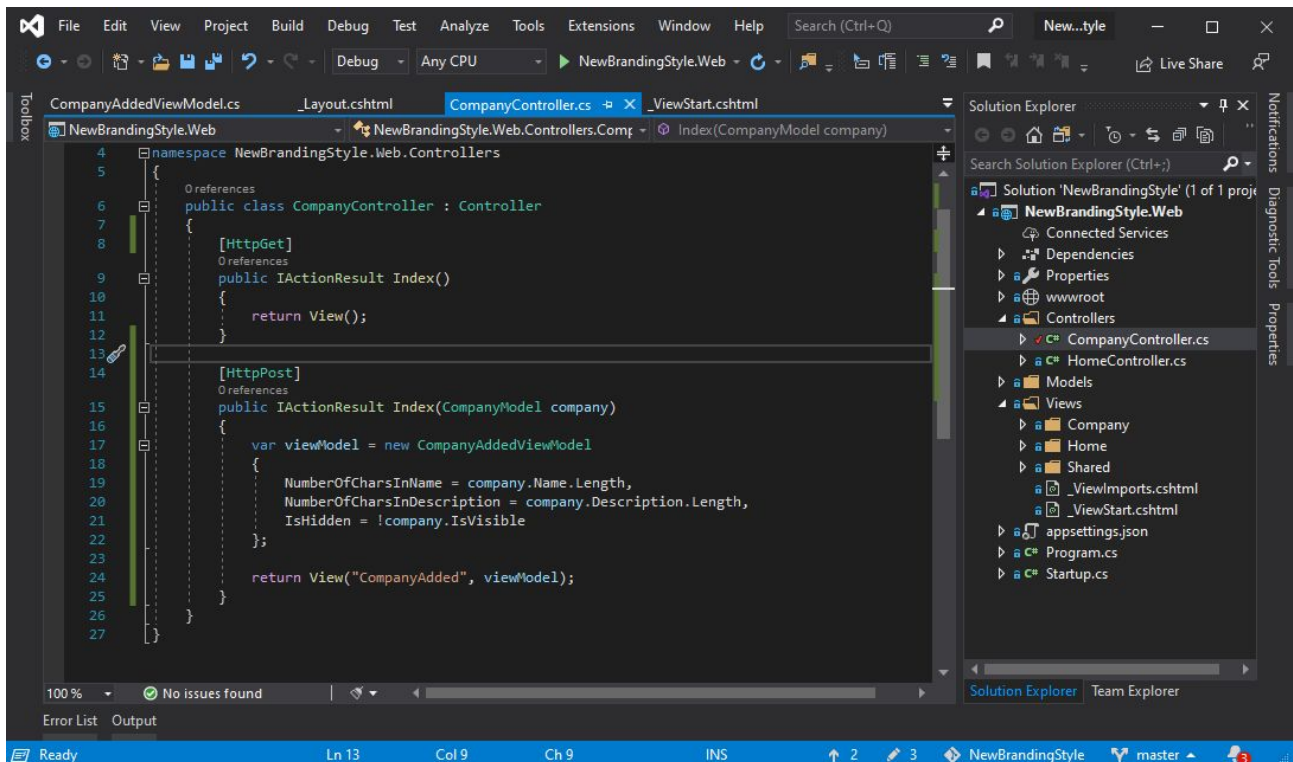 File Edit View Project Build Debug Test Analyze Tools Extensions Window Help Search (Ctrl+Q) New...tyle
Debug Any CPU NewBrandingStyle.Web Live Share
Toolbox
CompanyAddedViewModel.cs _Layout.cshtml CompanyController.cs _ViewStart.cshtml
NewBrandingStyle.Web NewBrandingStyle.Web.Controllers.Comp Index(CompanyModel company)
4 namespace NewBrandingStyle.Web.Controllers
5 {
0 references
6 public class CompanyController : Controller
7 {
8 [HttpGet]
0 references
9 public IActionResult Index()
10 {
11 return View();
12 }
13
14 [HttpPost]
0 references
15 public IActionResult Index(CompanyModel company)
16 {
17 var viewModel = new CompanyAddedViewModel
18 {
19 NumberOfCharsInName = company.Name.Length,
20 NumberOfCharsInDescription = company.Description.Length,
21 IsHidden = !company.IsVisible
22 };
23
24 return View("CompanyAdded", viewModel);
25 }
26 }
27 }
100 % No issues found
Solution Explorer
Search Solution Explorer (Ctrl+;)
Solution 'NewBrandingStyle' (1 of 1 proje
NewBrandingStyle.Web
Connected Services
Dependencies
Properties
wwwroot
Controllers
C# CompanyController.cs
C# HomeController.cs
Models
Views
Company
Home
Shared
_ViewImports.cshtml
_ViewStart.cshtml
appsettings.json
C# Program.cs
C# Startup.cs
Solution Explorer Team Explorer
Notifications
Diagnostic Tools
Properties
Error List Output
Ready Ln 13 Col 9 Ch 9 INS 2 3 NewBrandingStyle master 3